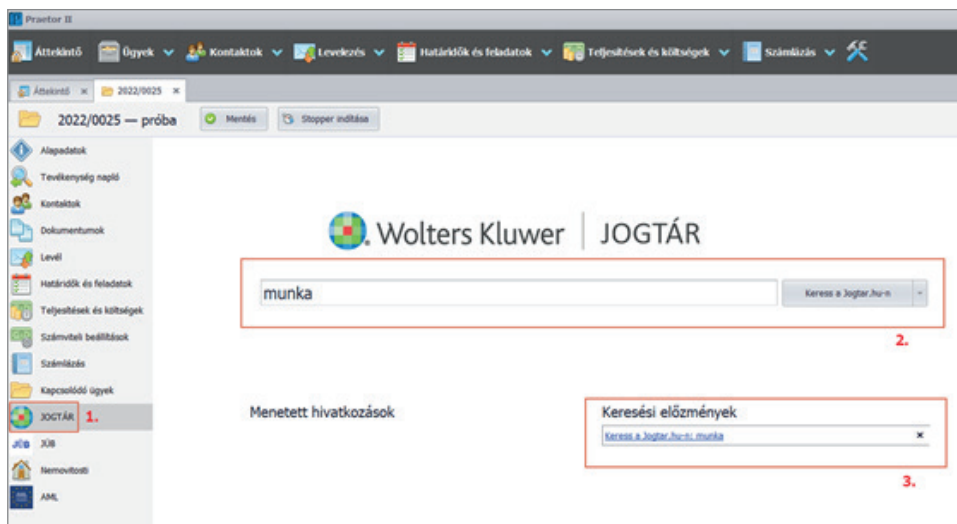 Praetor II
Áttekintő Ügyek Kontaktok Levelezés Határidők és feladatok Teljesítések és költségek Számlázás
Áttekintő × 2022/0025 ×
2022/0025 — próba Mentés Stopper indítása
Alapadatok
Tevékenység napló
Kontaktok
Dokumentumok
Levél
Határidők és feladatok
Teljesítések és költségek
Számviteli beállítások
Számlázás
Kapcsolódó ügyek
JOGTÁR 1.
JÚB JÚB
Nemovitosti
AML
Wolters Kluwer | JOGTÁR
munka Keress a Jogtar.hu-n
2.
Menetett hivatkozások
Keresési előzmények
Keress a Jogtar.hu-n: munka ×
3.